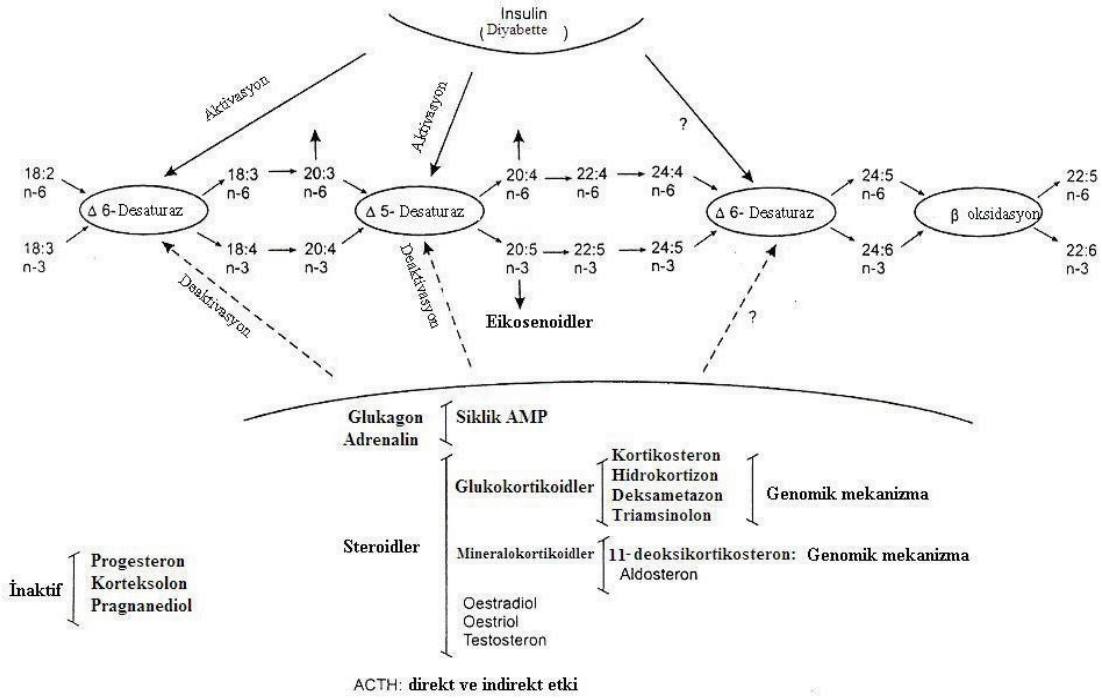 Insulin
( Diyabette )
Aktivasyon
Aktivasyon
?
18:2
n-6
18:3
n-6
20:3
n-6
20:4
n-6
22:4
n-6
24:4
n-6
24:5
n-6
22:5
n-6
Δ 6- Desaturaz
Δ 5- Desaturaz
Δ 6- Desaturaz
β oksidasyon
18:3
n-3
18:4
n-3
20:4
n-3
20:5
n-3
22:5
n-3
24:5
n-3
24:6
n-3
22:6
n-3
Deaktivasyon
Deaktivasyon
?
Eikosenoidler
Glukagon
Adrenalin
Siklik AMP
Steroidler
Glukokortikoidler
Kortikosteron
Hidrokortizon
Deksametazon
Triamsinolon
Genomik mekanizma
Mineralokortikoidler
11- deoksikortikosteron: Genomik mekanizma
Aldosteron
Oestradiol
Oestriol
Testosteron
İnaktif
Progesteron
Korteksolon
Pragnanediol
ACTH: direkt ve indirekt etki